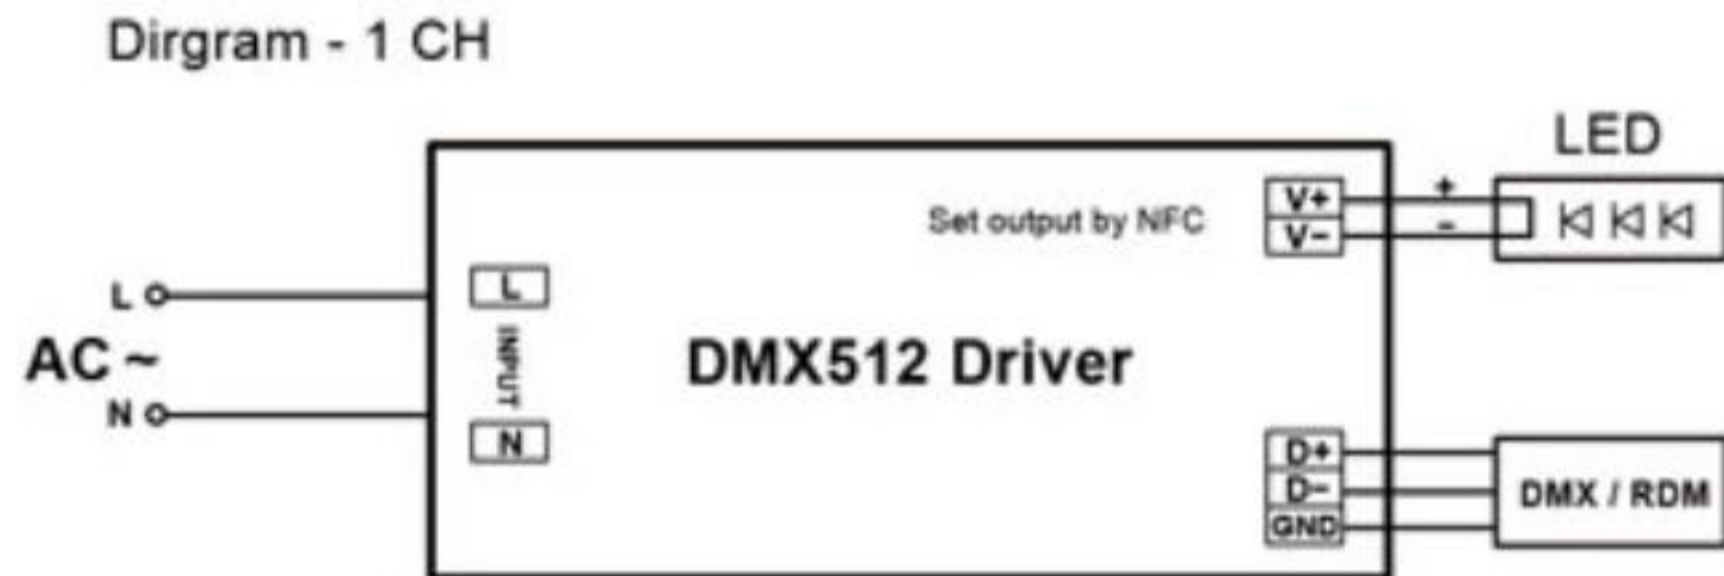 Dirgram - 1 CH
LED
V+
+
Set output by NFC
V-
-
L
L
INPUT
AC ~
DMX512 Driver
N
N
D+
D-
DMX / RDM
GND